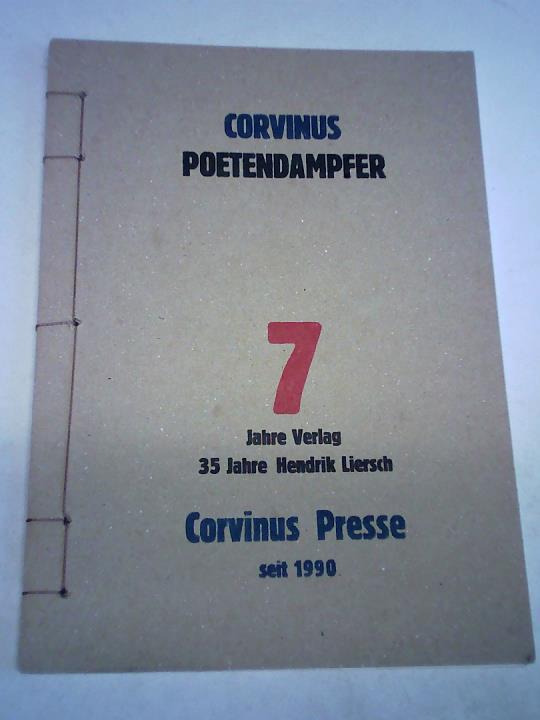 CORVINUS
POETENDAMPFER
7
Jahre Verlag
35 Jahre Hendrik Liersch
Corvinus Presse
seit 1990